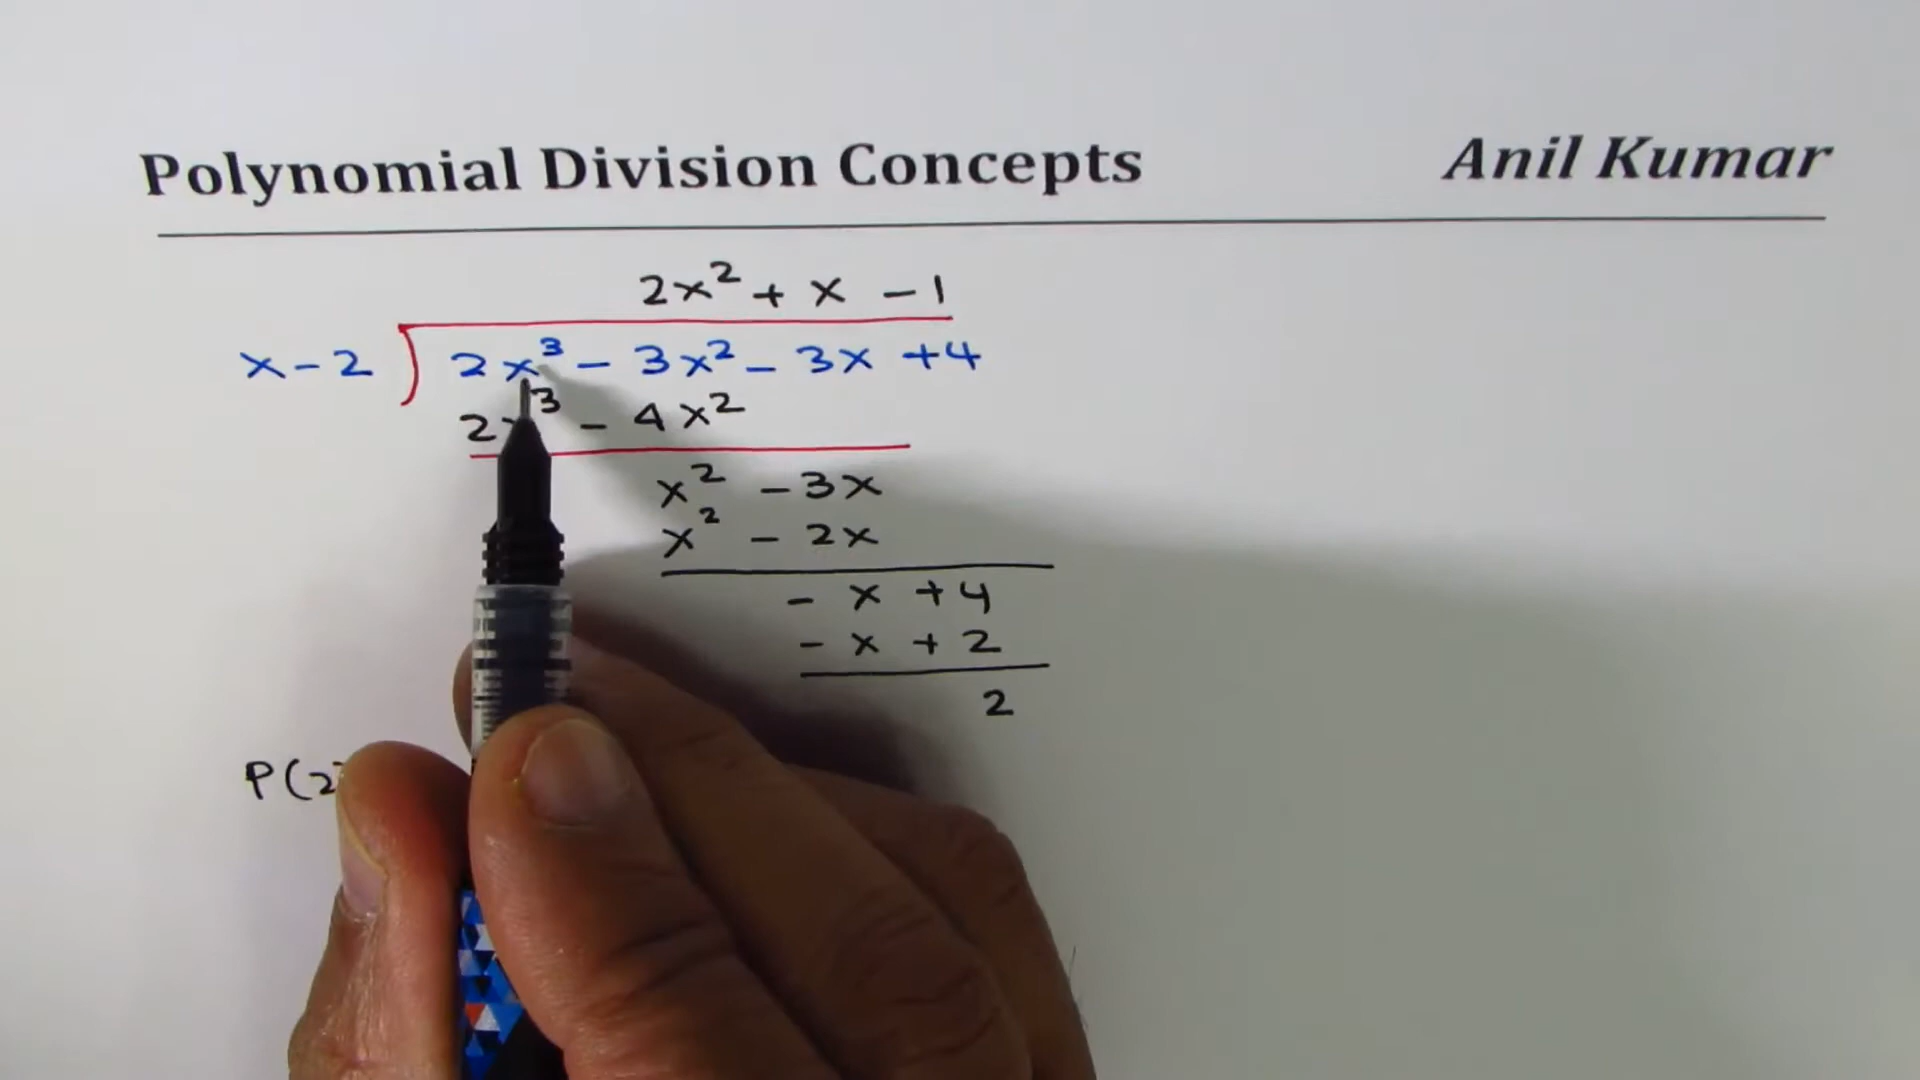 Polynomial Division Concepts Anil Kumar
2x² + x - 1
x - 2 ) 2x³ - 3x² - 3x + 4
2x³ - 4x²
x² - 3x
x² - 2x
- x + 4
- x + 2
2
P(2